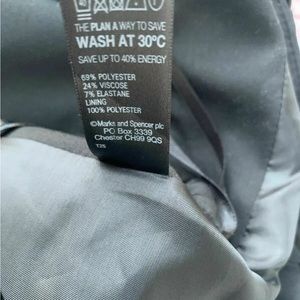 THE PLAN A WAY TO SAVE
WASH AT 30ºC
SAVE UP TO 40% ENERGY
69% POLYESTER
24% VISCOSE
7% ELASTANE
LINING
100% POLYESTER
©Marks and Spencer plc
PO Box 3339
Chester CH99 9QS
T25